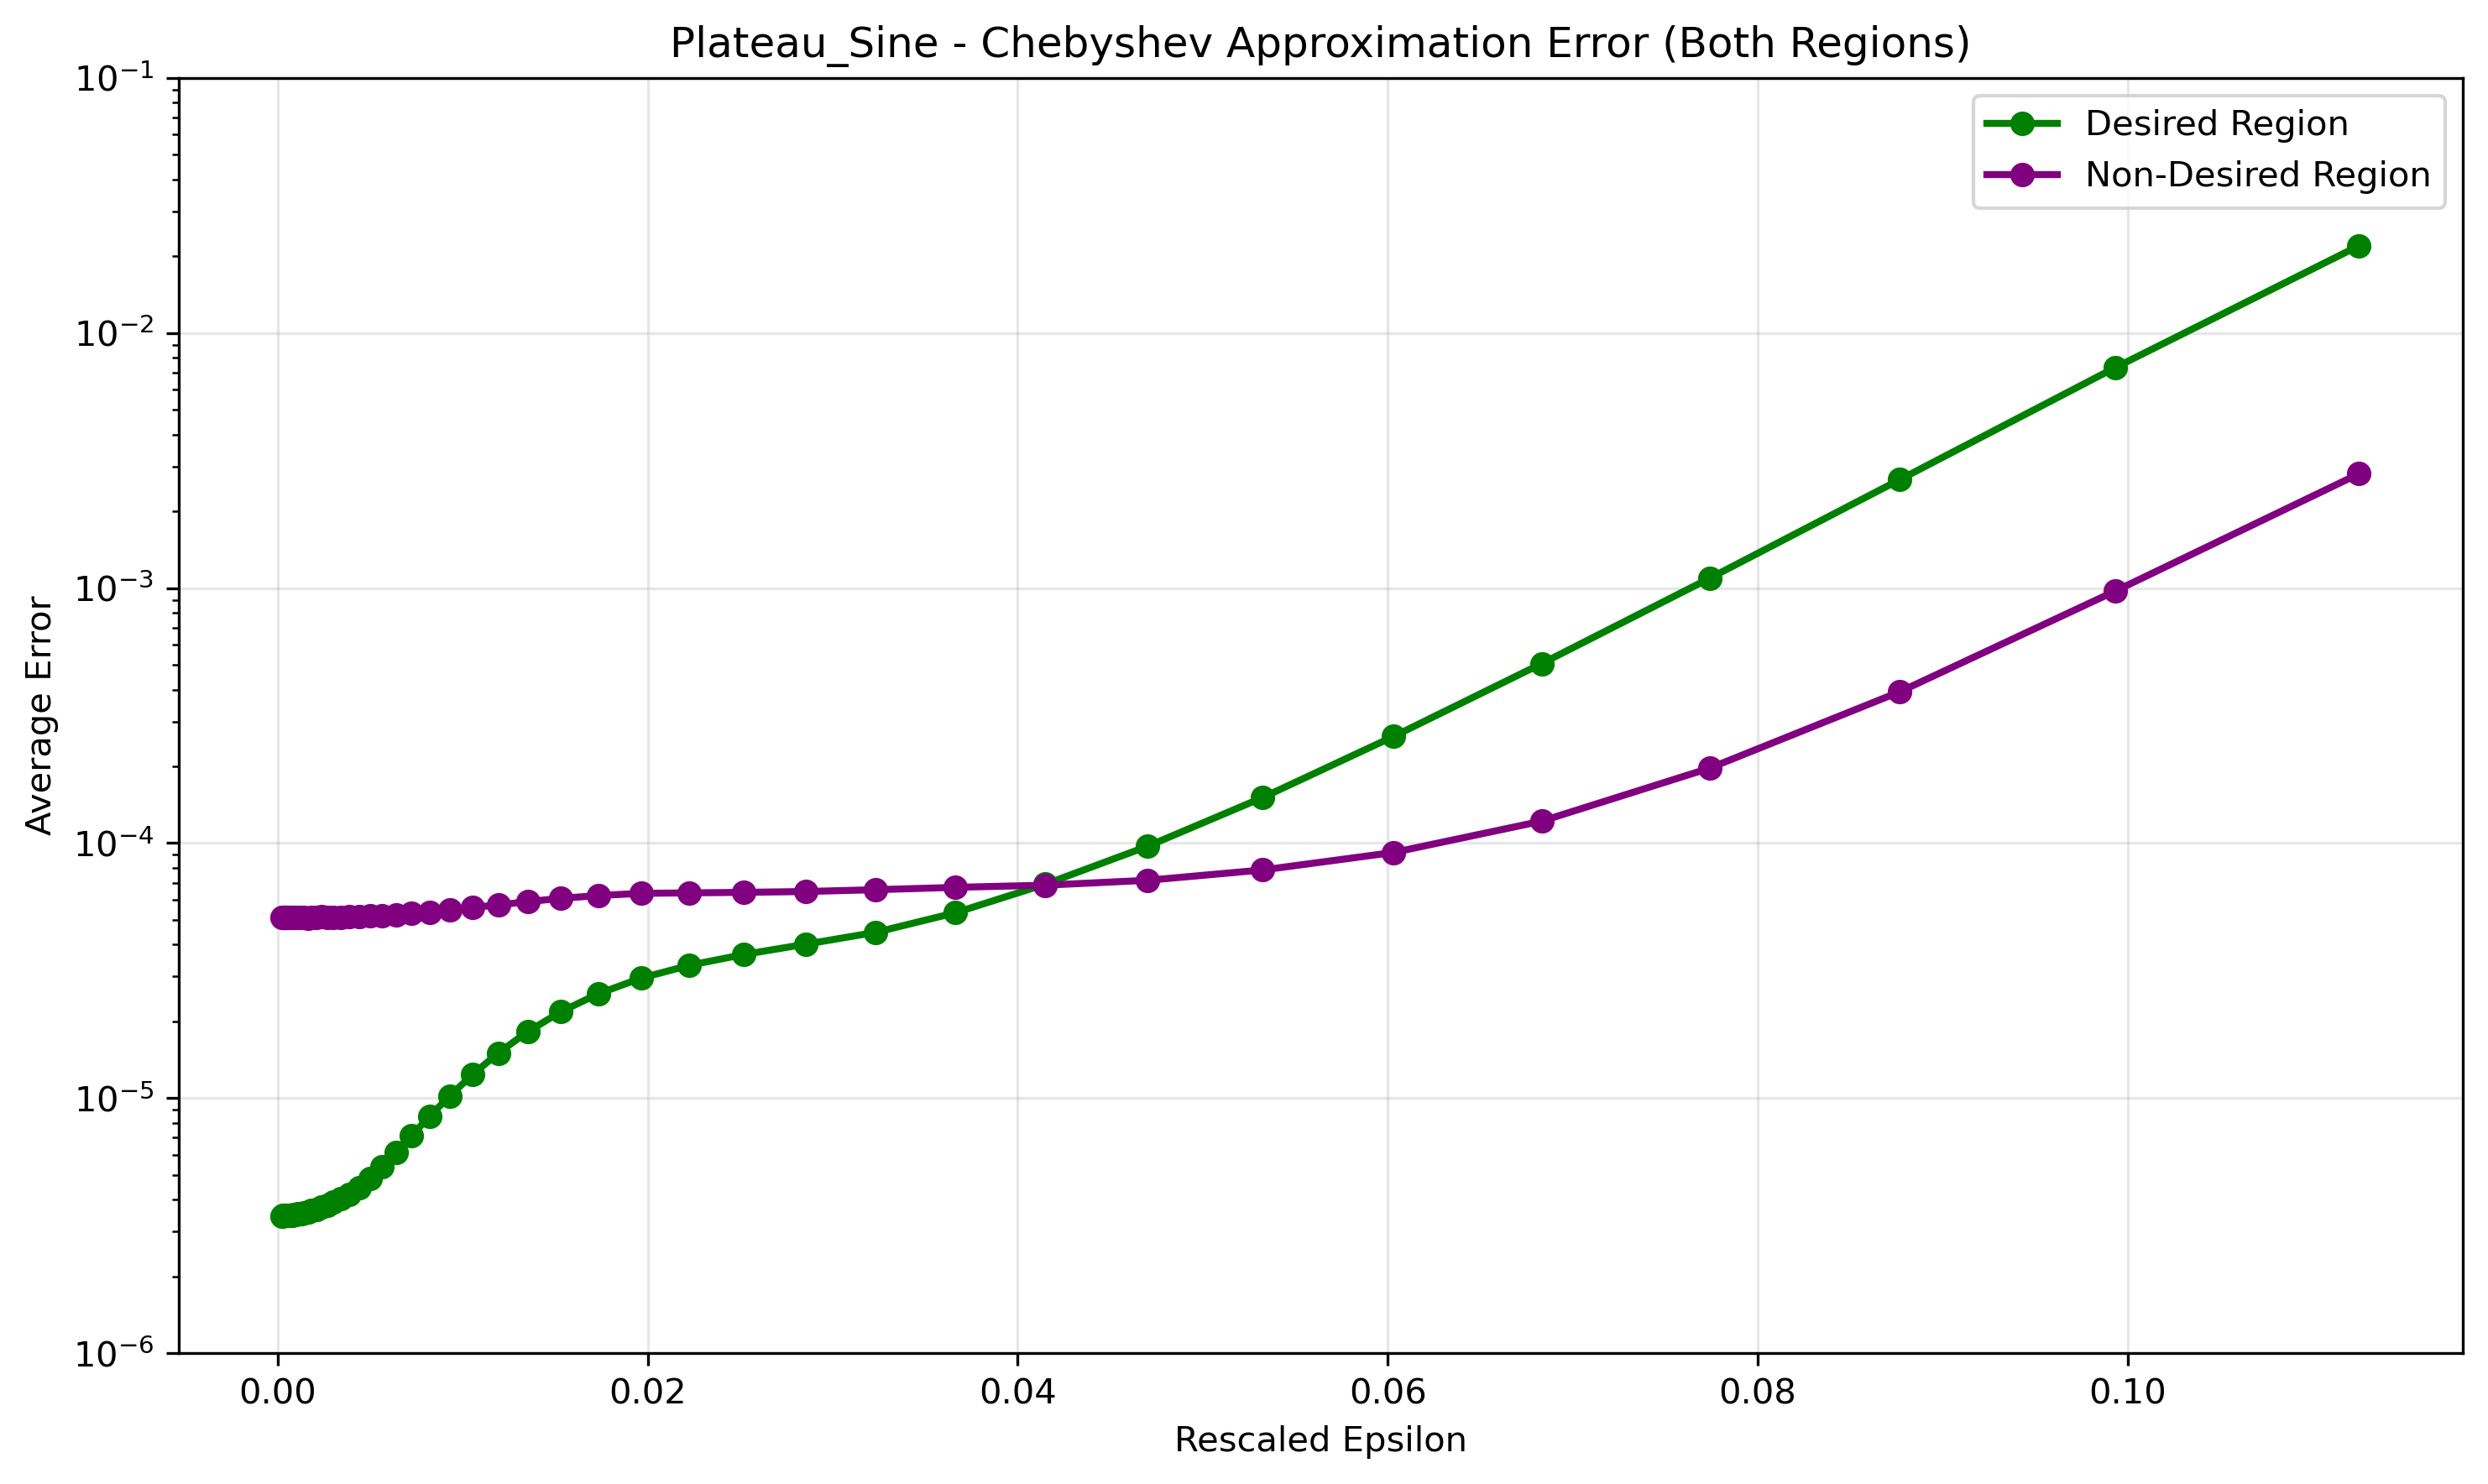 Plateau_Sine - Chebyshev Approximation Error (Both Regions)
Desired Region
Non-Desired Region
Average Error
10⁻¹
10⁻²
10⁻³
10⁻⁴
10⁻⁵
10⁻⁶
0.00 0.02 0.04 0.06 0.08 0.10
Rescaled Epsilon